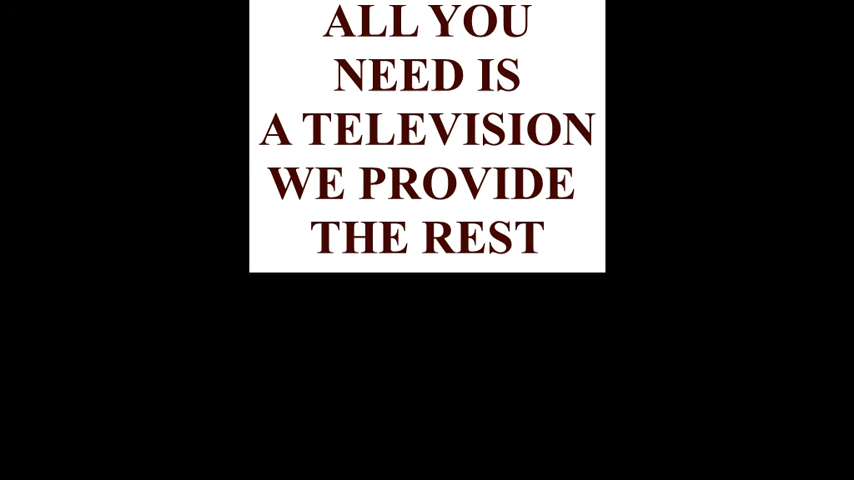 ALL YOU
NEED IS
A TELEVISION
WE PROVIDE
THE REST